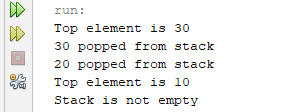 run:
Top element is 30
30 popped from stack
20 popped from stack
Top element is 10
Stack is not empty